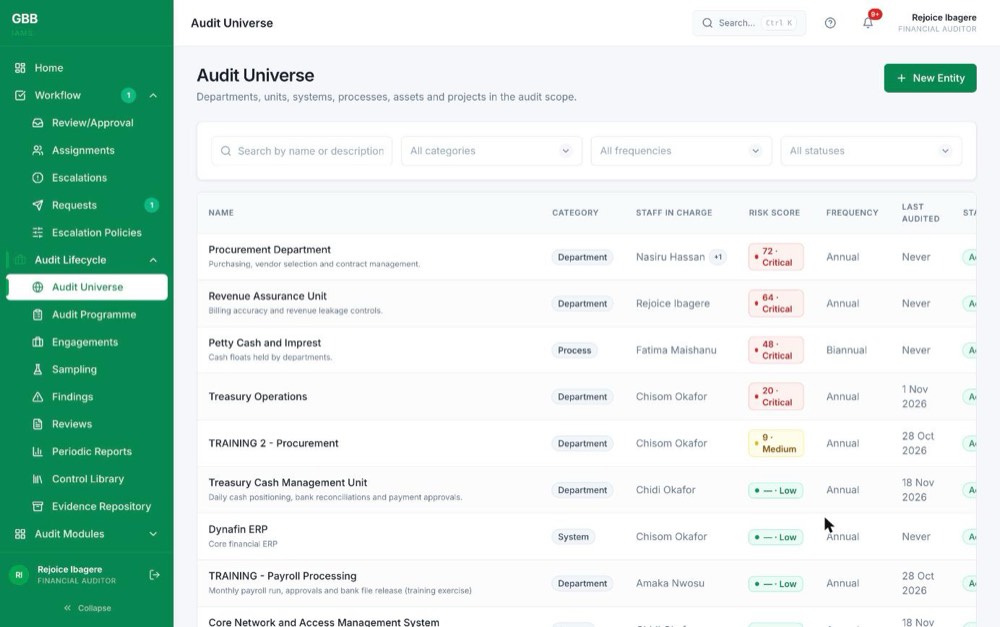 GBB
IAMS
Audit Universe
Search... Ctrl K
9+
Rejoice Ibagere
FINANCIAL AUDITOR
Home
Workflow 1
Review/Approval
Assignments
Escalations
Requests 1
Escalation Policies
Audit Lifecycle
Audit Universe
Audit Programme
Engagements
Sampling
Findings
Reviews
Periodic Reports
Control Library
Evidence Repository
Audit Modules
RI
Rejoice Ibagere
FINANCIAL AUDITOR
Collapse
Audit Universe
Departments, units, systems, processes, assets and projects in the audit scope.
+ New Entity
Search by name or description
All categories
All frequencies
All statuses
NAME CATEGORY STAFF IN CHARGE RISK SCORE FREQUENCY LAST AUDITED STA
Procurement Department
Purchasing, vendor selection and contract management.
Department Nasiru Hassan +1 72 · Critical Annual Never A
Revenue Assurance Unit
Billing accuracy and revenue leakage controls.
Department Rejoice Ibagere 64 · Critical Annual Never A
Petty Cash and Imprest
Cash floats held by departments.
Process Fatima Maishanu 48 · Critical Biannual Never A
Treasury Operations
Department Chisom Okafor 20 · Critical Annual 1 Nov 2026 A
TRAINING 2 - Procurement
Department Chisom Okafor 9 · Medium Annual 28 Oct 2026 A
Treasury Cash Management Unit
Daily cash positioning, bank reconciliations and payment approvals.
Department Chidi Okafor — · Low Annual 18 Nov 2026 A
Dynafin ERP
Core financial ERP
System Chisom Okafor — · Low Annual Never A
TRAINING - Payroll Processing
Monthly payroll run, approvals and bank file release (training exercise)
Department Amaka Nwosu — · Low Annual 28 Oct 2026 A
Core Network and Access Management System
18 Nov